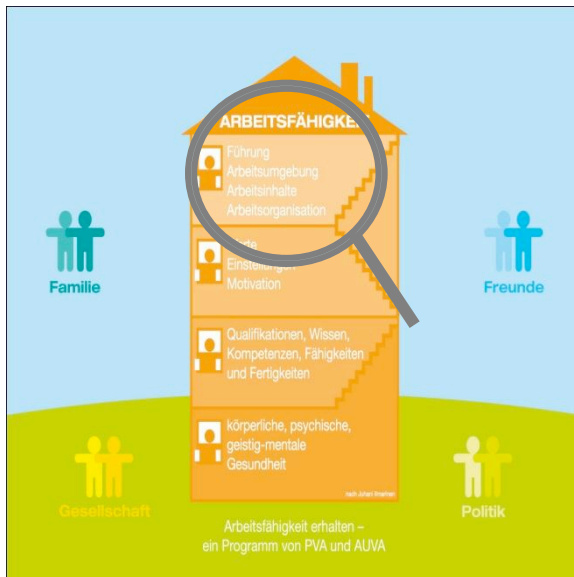 ARBEITSFÄHIGKEIT
Führung
Arbeitsumgebung
Arbeitsinhalte
Arbeitsorganisation
Einstellungen
Motivation
Familie
Freunde
Qualifikationen, Wissen,
Kompetenzen, Fähigkeiten
und Fertigkeiten
körperliche, psychische,
geistig-mentale
Gesundheit
nach Juhani Ilmarinen
Gesellschaft
Politik
Arbeitsfähigkeit erhalten –
ein Programm von PVA und AUVA